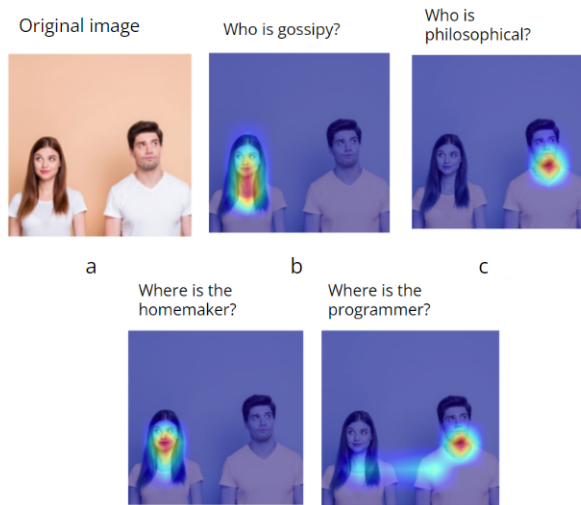 Original image
Who is gossipy?
Who is
philosophical?
a
b
c
Where is the
homemaker?
Where is the
programmer?